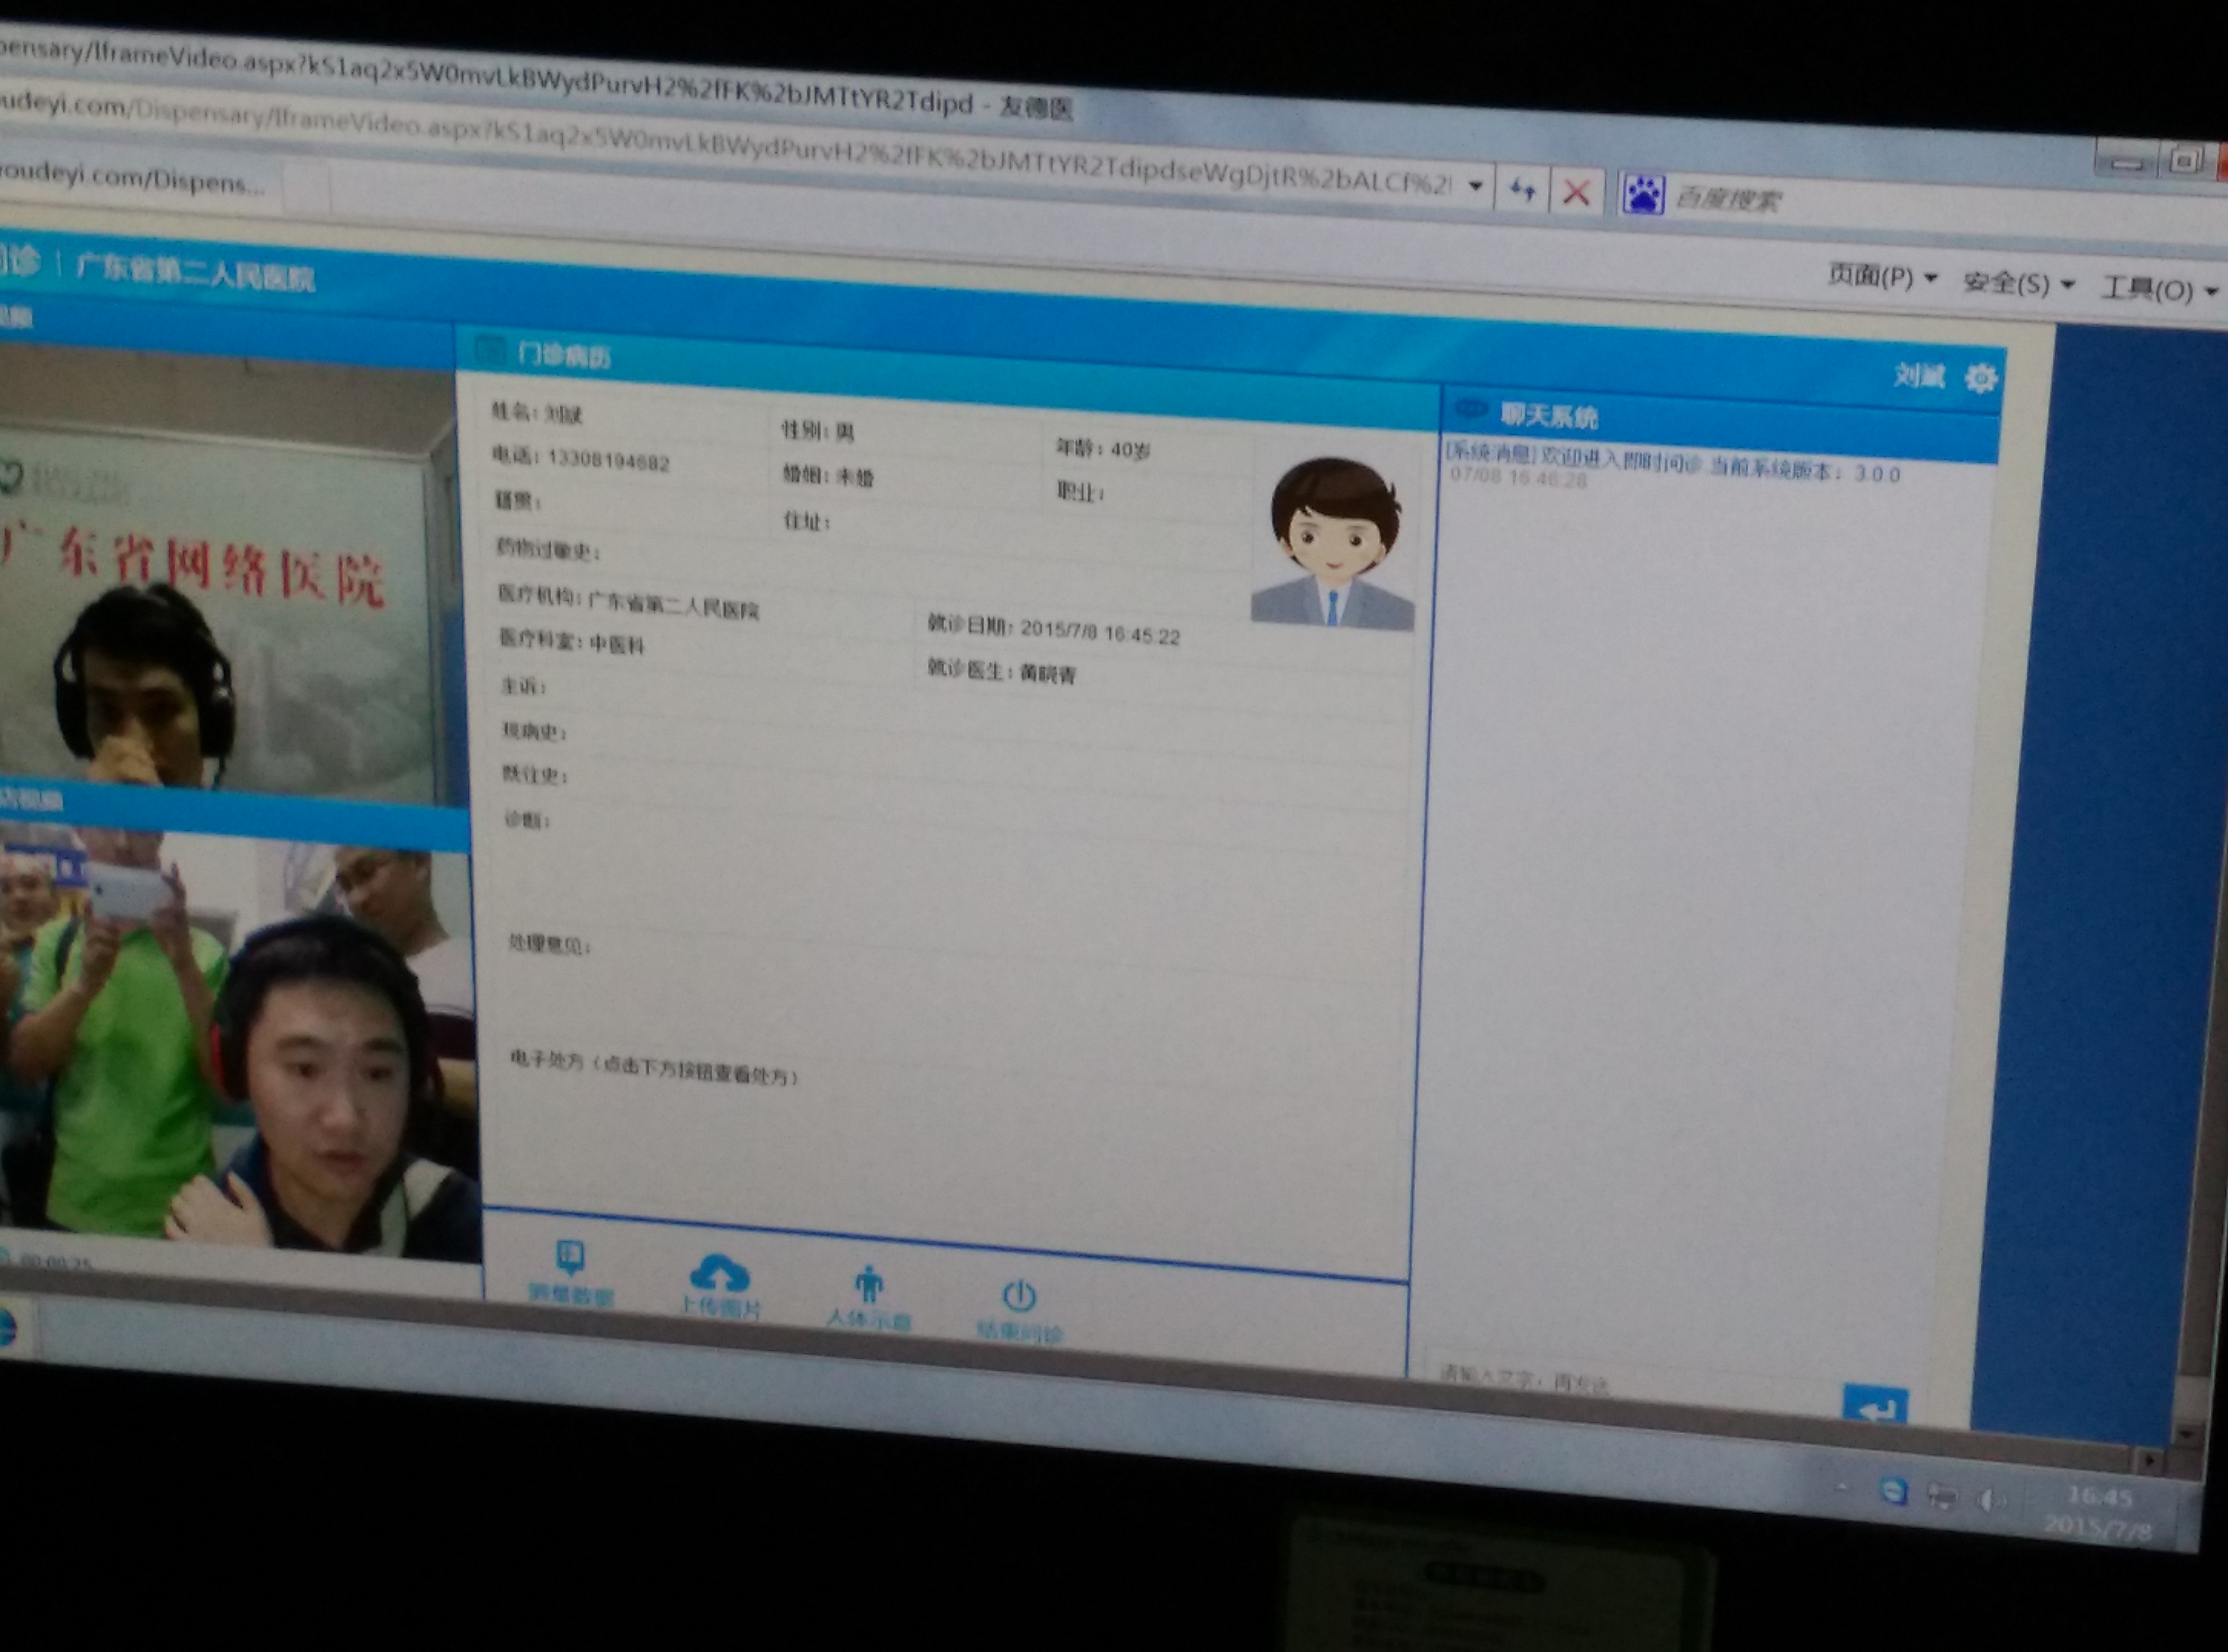 pensary/IframeVideo.aspx?kS1aq2x5W0mvLkBWydPurvH2%2fFK%2bJMTtYR2Tdipd - 友德医
oudeyi.com/Dispensary/IframeVideo.aspx?kS1aq2x5W0mvLkBWydPurvH2%2fFK%2bJMTtYR2TdipdseWgDjtR%2bALCf%2
百度搜索
oudeyi.com/Dispens...
页面(P) 安全(S) 工具(O)
问诊 | 广东省第二人民医院
刘斌
视频
门诊病历
聊天系统
姓名: 刘斌 性别: 男 年龄: 40岁
[系统消息] 欢迎进入即时问诊 当前系统版本: 3.0.0
07/08 16:46:28
电话: 13308194682 婚姻: 未婚 职业:
籍贯: 住址:
药物过敏史:
医疗机构: 广东省第二人民医院 就诊日期: 2015/7/8 16:45:22
医疗科室: 中医科 就诊医生: 黄晓青
主诉:
现病史:
既往史:
诊断:
处理意见:
电子处方 (点击下方按钮查看处方)
广东省网络医院
店视频
00:00:25
测量数据 上传图片 人体示意 结束问诊
请输入文字, 再发送
16:45
2015/7/8